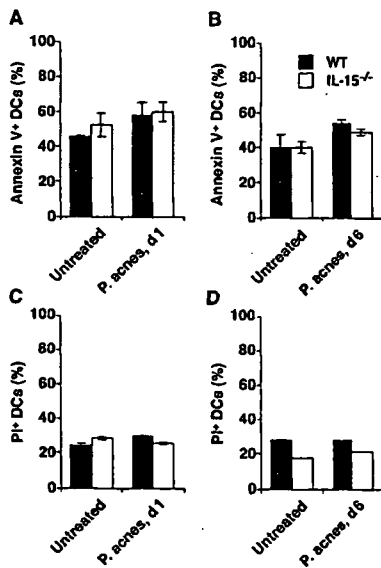 A
B
WT
IL-15-/-
Annexin V+ DCs (%)
100
80
60
40
20
0
Untreated
P. acnes, d1
Annexin V+ DCs (%)
100
80
60
40
20
0
Untreated
P. acnes, d6
C
D
PI+ DCs (%)
100
80
60
40
20
0
Untreated
P. acnes, d1
PI+ DCs (%)
100
80
60
40
20
0
Untreated
P. acnes, d6